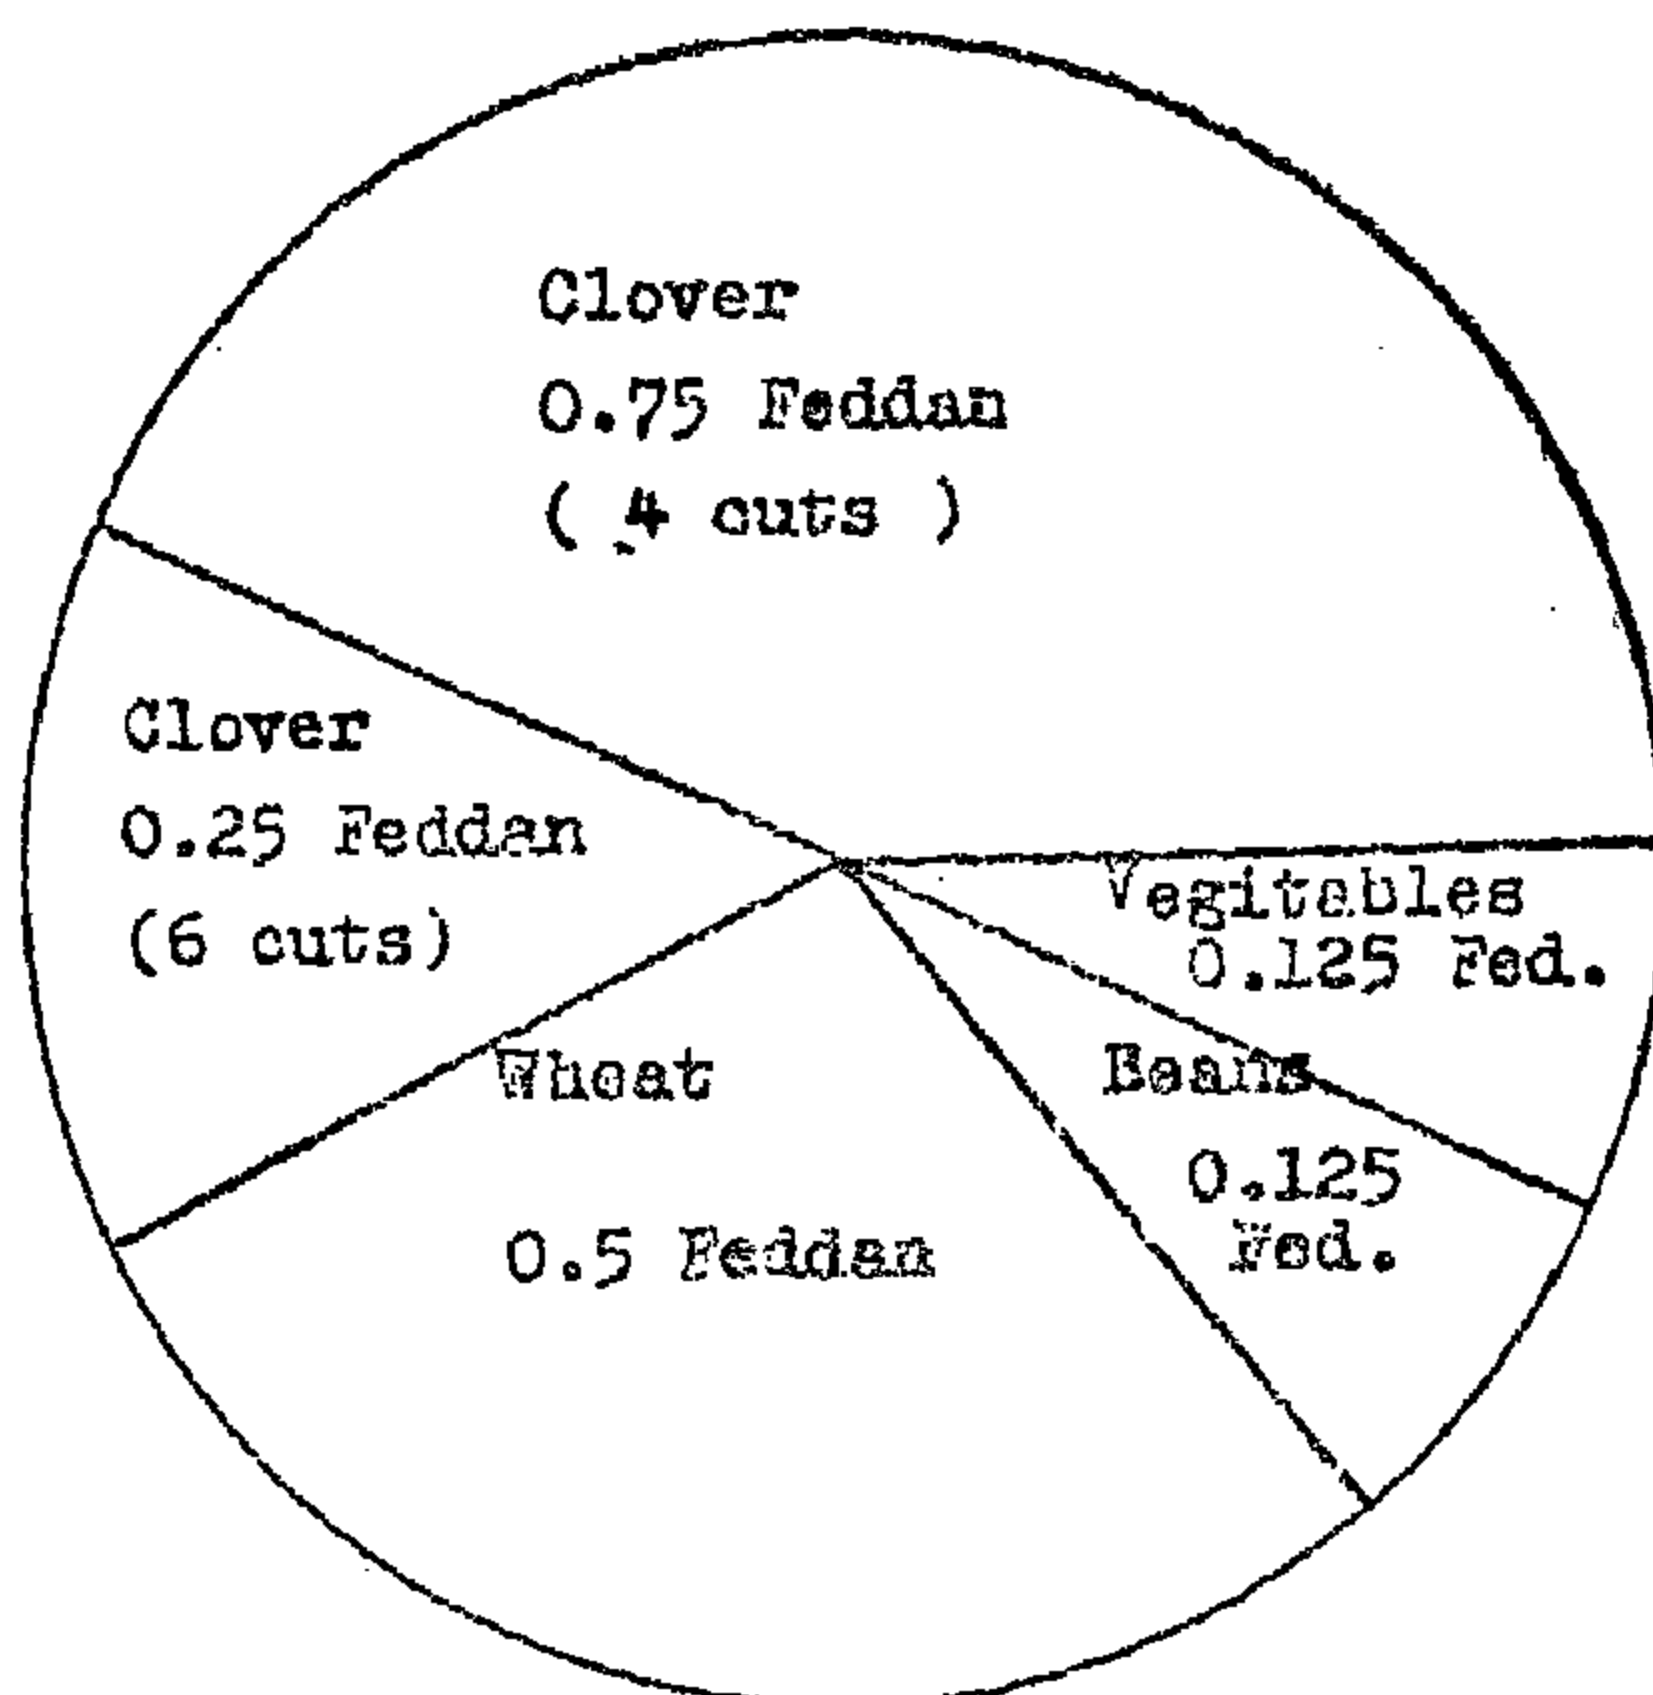 Clover
0.75 Feddan
( 4 cuts )
Clover
0.25 Feddan
(6 cuts)
Vegitables
0.125 Fed.
Wheat
0.5 Feddan
Beans
0.125
Fed.